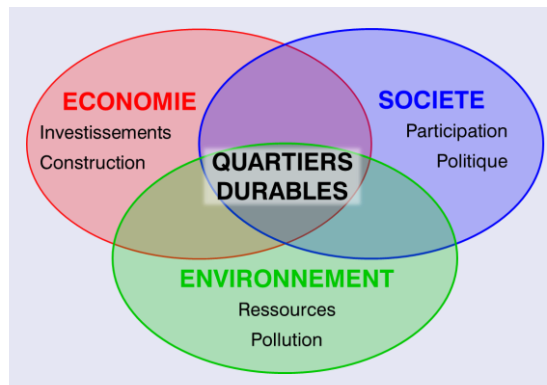 ECONOMIE
Investissements
Construction
SOCIETE
Participation
Politique
QUARTIERS
DURABLES
ENVIRONNEMENT
Ressources
Pollution